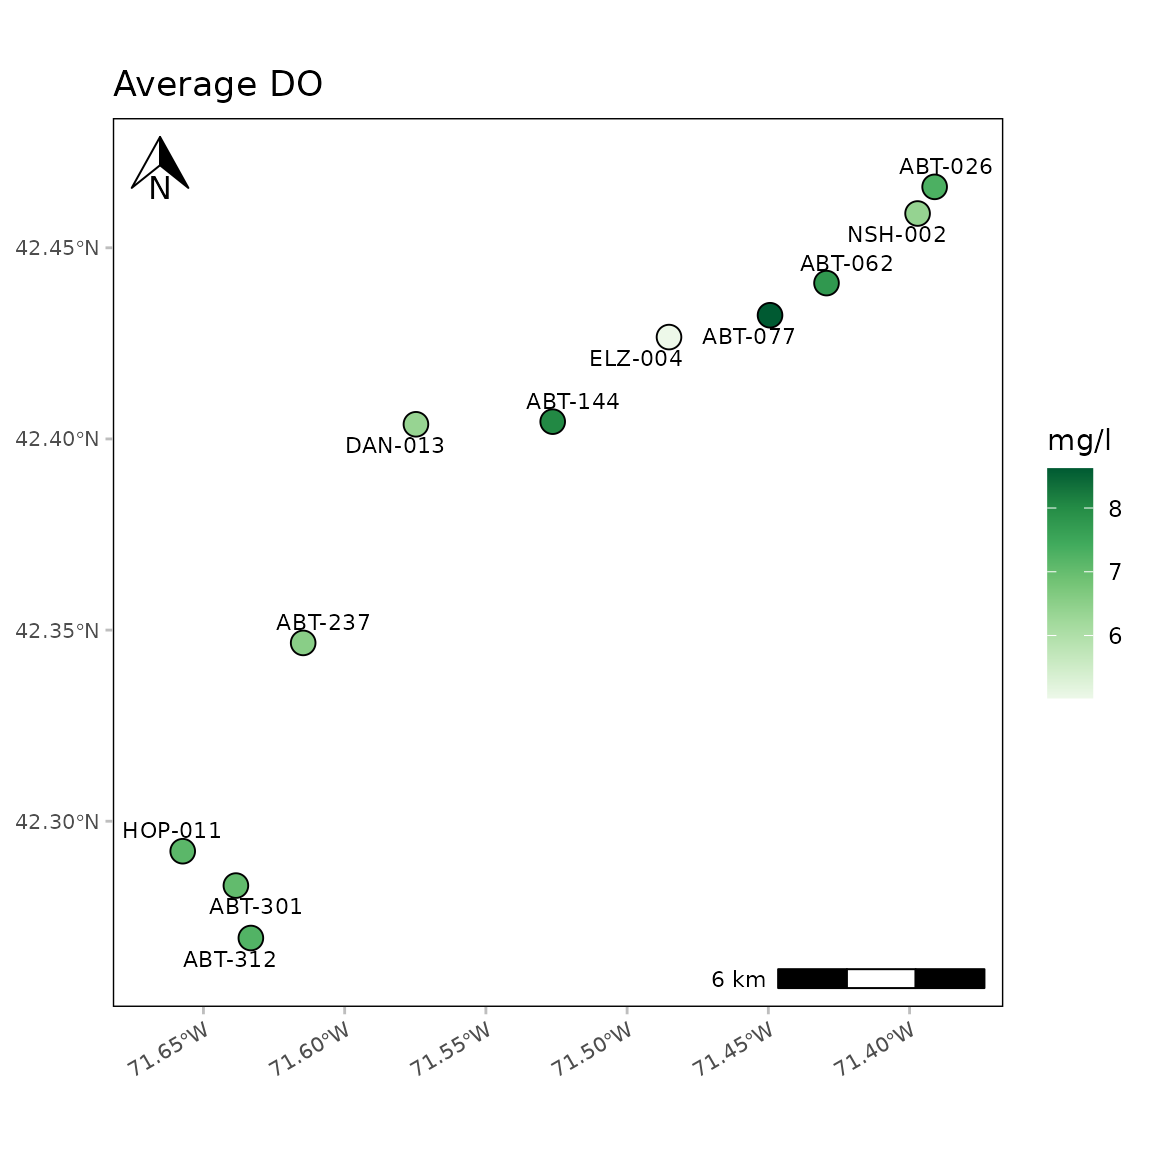 Average DO
N
ABT-026
NSH-002
42.45°N
ABT-062
ABT-077
ELZ-004
ABT-144
42.40°N
DAN-013
mg/l
8
7
6
ABT-237
42.35°N
42.30°N
HOP-011
ABT-301
ABT-312
6 km
71.65°W
71.60°W
71.55°W
71.50°W
71.45°W
71.40°W